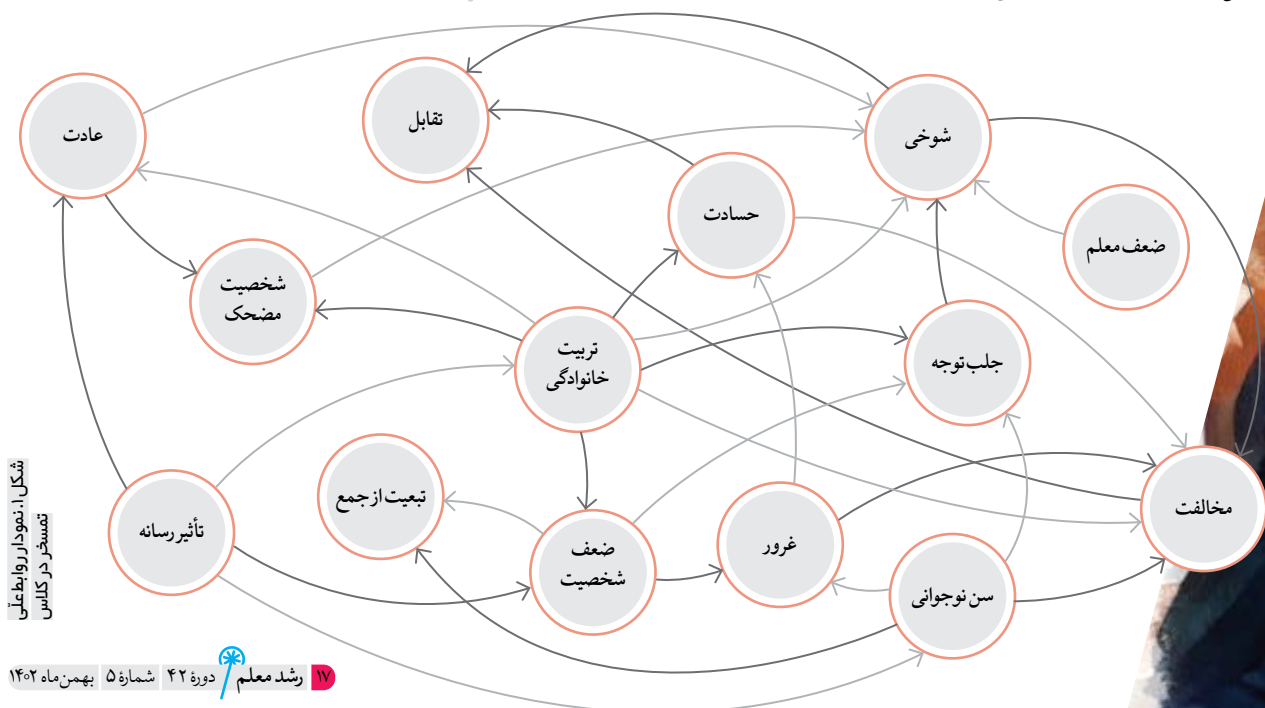 شوخی
تقابل
عادت
حسادت
ضعف معلم
شخصیت
مضحک
تربیت
خانوادگی
جلب توجه
تبعیت از جمع
تأثیر رسانه
ضعف
شخصیت
غرور
سن نوجوانی
مخالفت
شکل ۱. نمودار روابط علّی
تمسخر در کلاس
۱۷ رشد معلم دورهٔ ۴۲ شمارهٔ ۵ بهمن‌ماه ۱۴۰۲